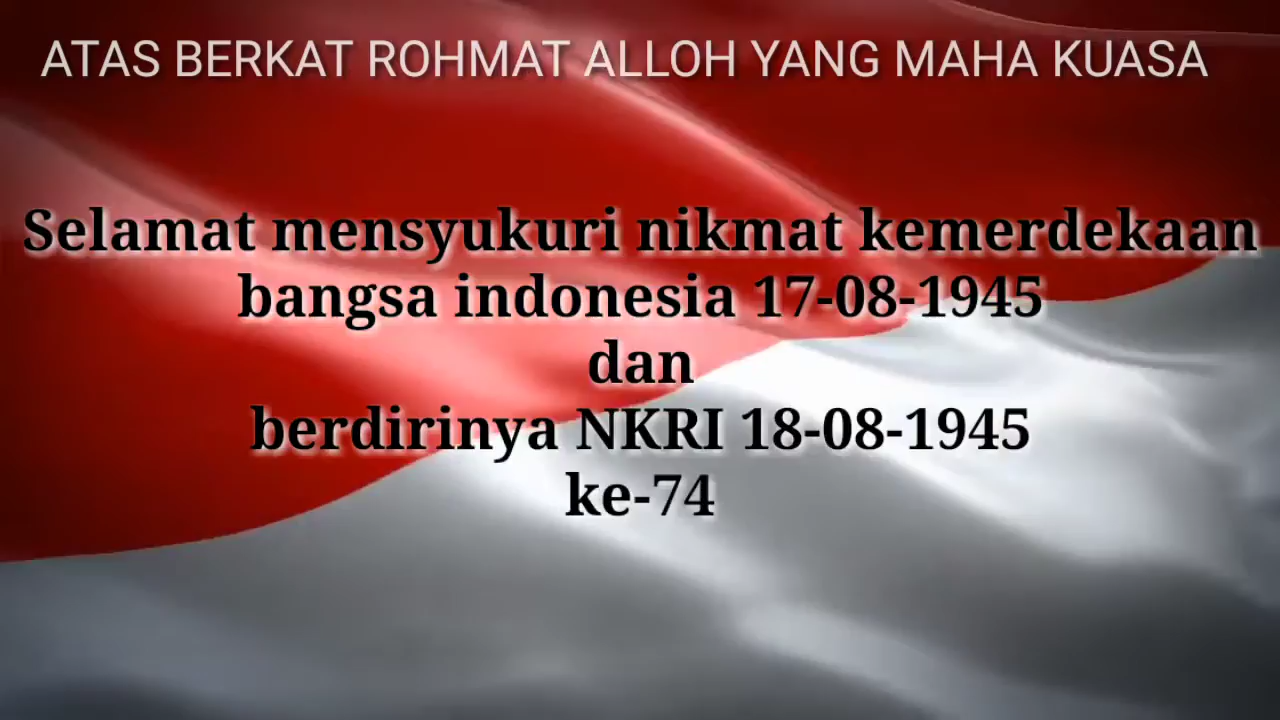 ATAS BERKAT ROHMAT ALLOH YANG MAHA KUASA
Selamat mensyukuri nikmat kemerdekaan
bangsa indonesia 17-08-1945
dan
berdirinya NKRI 18-08-1945
ke-74